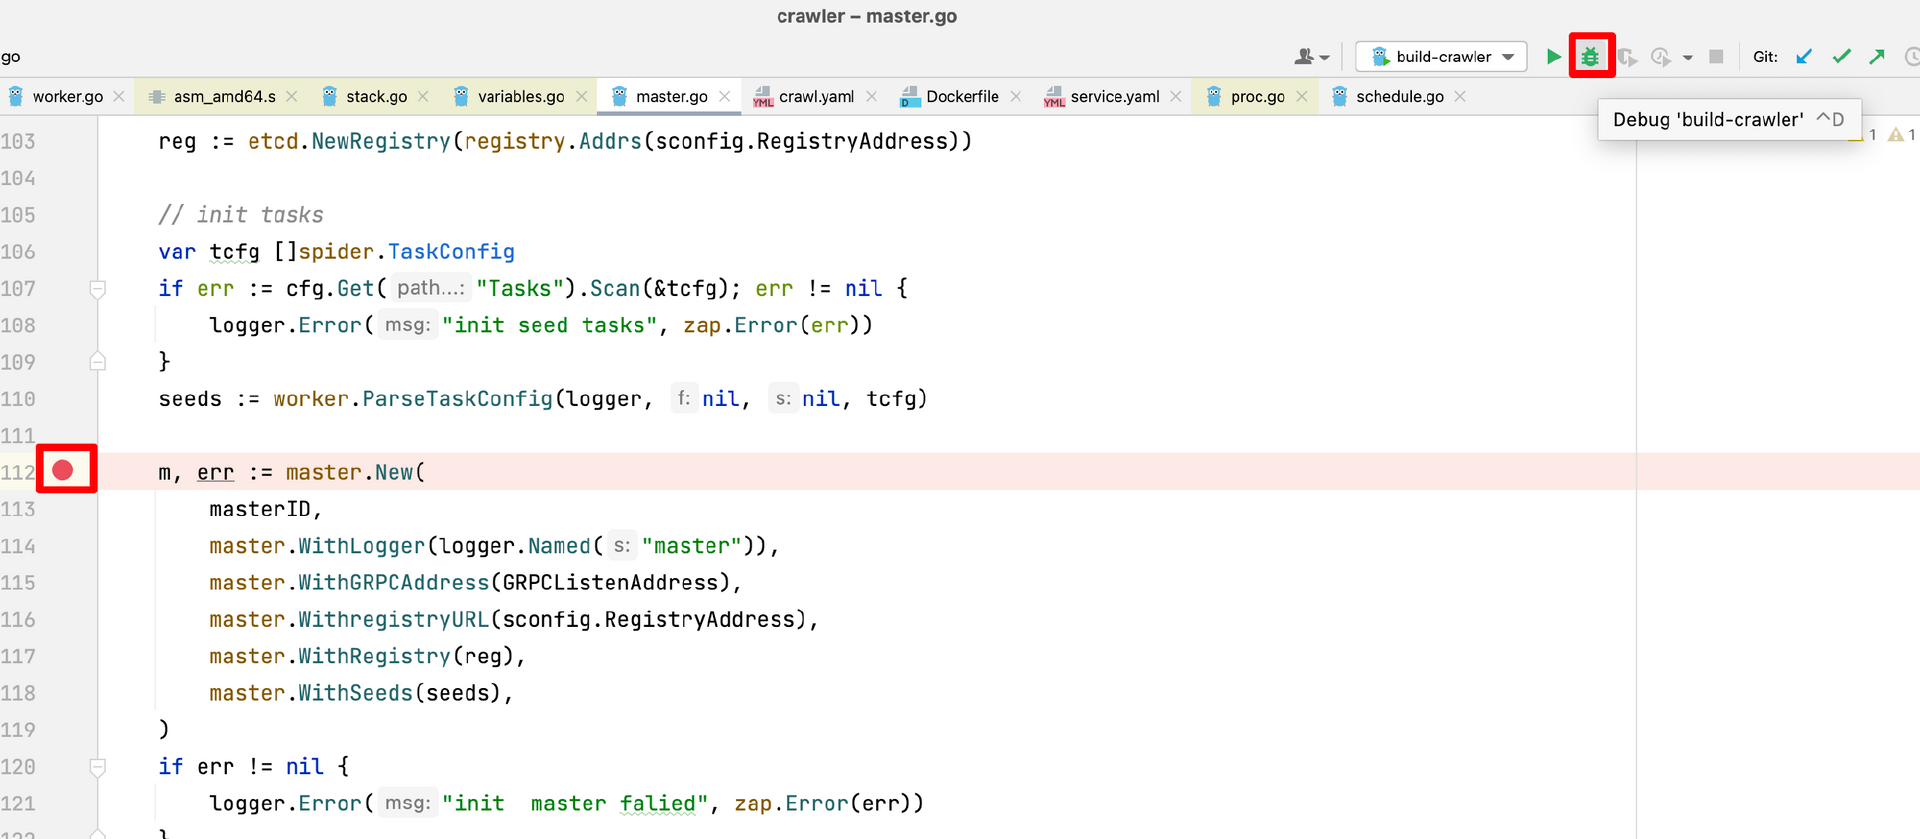 crawler – master.go
go
build-crawler
Git:
worker.go
asm_amd64.s
stack.go
variables.go
master.go
YML crawl.yaml
D Dockerfile
YML service.yaml
proc.go
schedule.go
Debug 'build-crawler' ^D
1 1
103 reg := etcd.NewRegistry(registry.Addrs(sconfig.RegistryAddress))
104
105 // init tasks
106 var tcfg []spider.TaskConfig
107 if err := cfg.Get( path...: "Tasks").Scan(&tcfg); err != nil {
108 logger.Error( msg: "init seed tasks", zap.Error(err))
109 }
110 seeds := worker.ParseTaskConfig(logger, f: nil, s: nil, tcfg)
111
112 m, err := master.New(
113 masterID,
114 master.WithLogger(logger.Named( s: "master")),
115 master.WithGRPCAddress(GRPCListenAddress),
116 master.WithregistryURL(sconfig.RegistryAddress),
117 master.WithRegistry(reg),
118 master.WithSeeds(seeds),
119 )
120 if err != nil {
121 logger.Error( msg: "init  master falied", zap.Error(err))
122 }